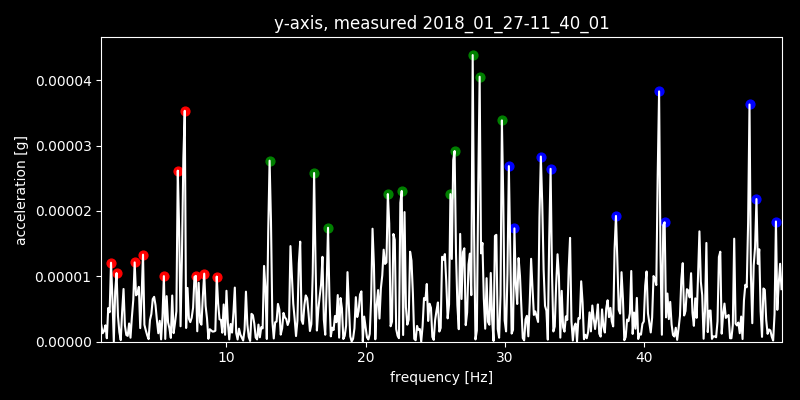 y-axis, measured 2018_01_27-11_40_01
acceleration [g]
0.00004
0.00003
0.00002
0.00001
0.00000
10 20 30 40
frequency [Hz]